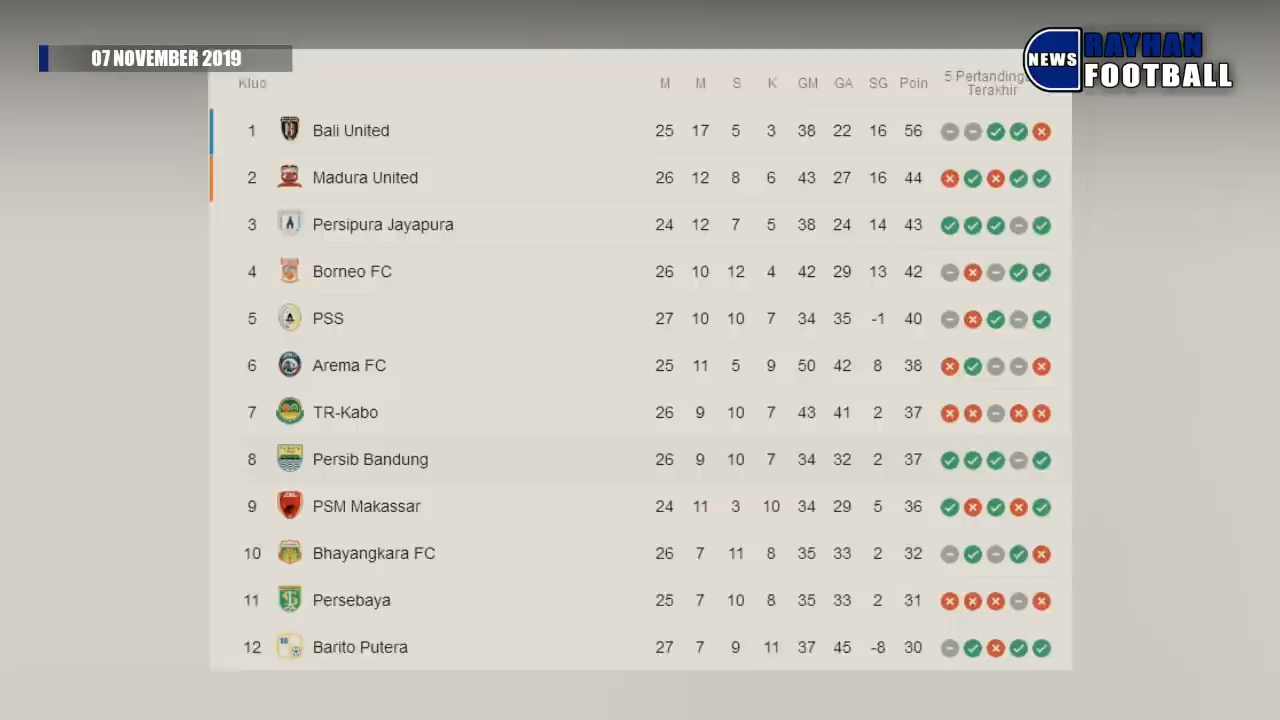 07 NOVEMBER 2019
RAYHAN
NEWS FOOTBALL
Klub M M S K GM GA SG Poin 5 Pertandingan
Terakhir
1 Bali United 25 17 5 3 38 22 16 56
2 Madura United 26 12 8 6 43 27 16 44
3 Persipura Jayapura 24 12 7 5 38 24 14 43
4 Borneo FC 26 10 12 4 42 29 13 42
5 PSS 27 10 10 7 34 35 -1 40
6 Arema FC 25 11 5 9 50 42 8 38
7 TR-Kabo 26 9 10 7 43 41 2 37
8 Persib Bandung 26 9 10 7 34 32 2 37
9 PSM Makassar 24 11 3 10 34 29 5 36
10 Bhayangkara FC 26 7 11 8 35 33 2 32
11 Persebaya 25 7 10 8 35 33 2 31
12 Barito Putera 27 7 9 11 37 45 -8 30